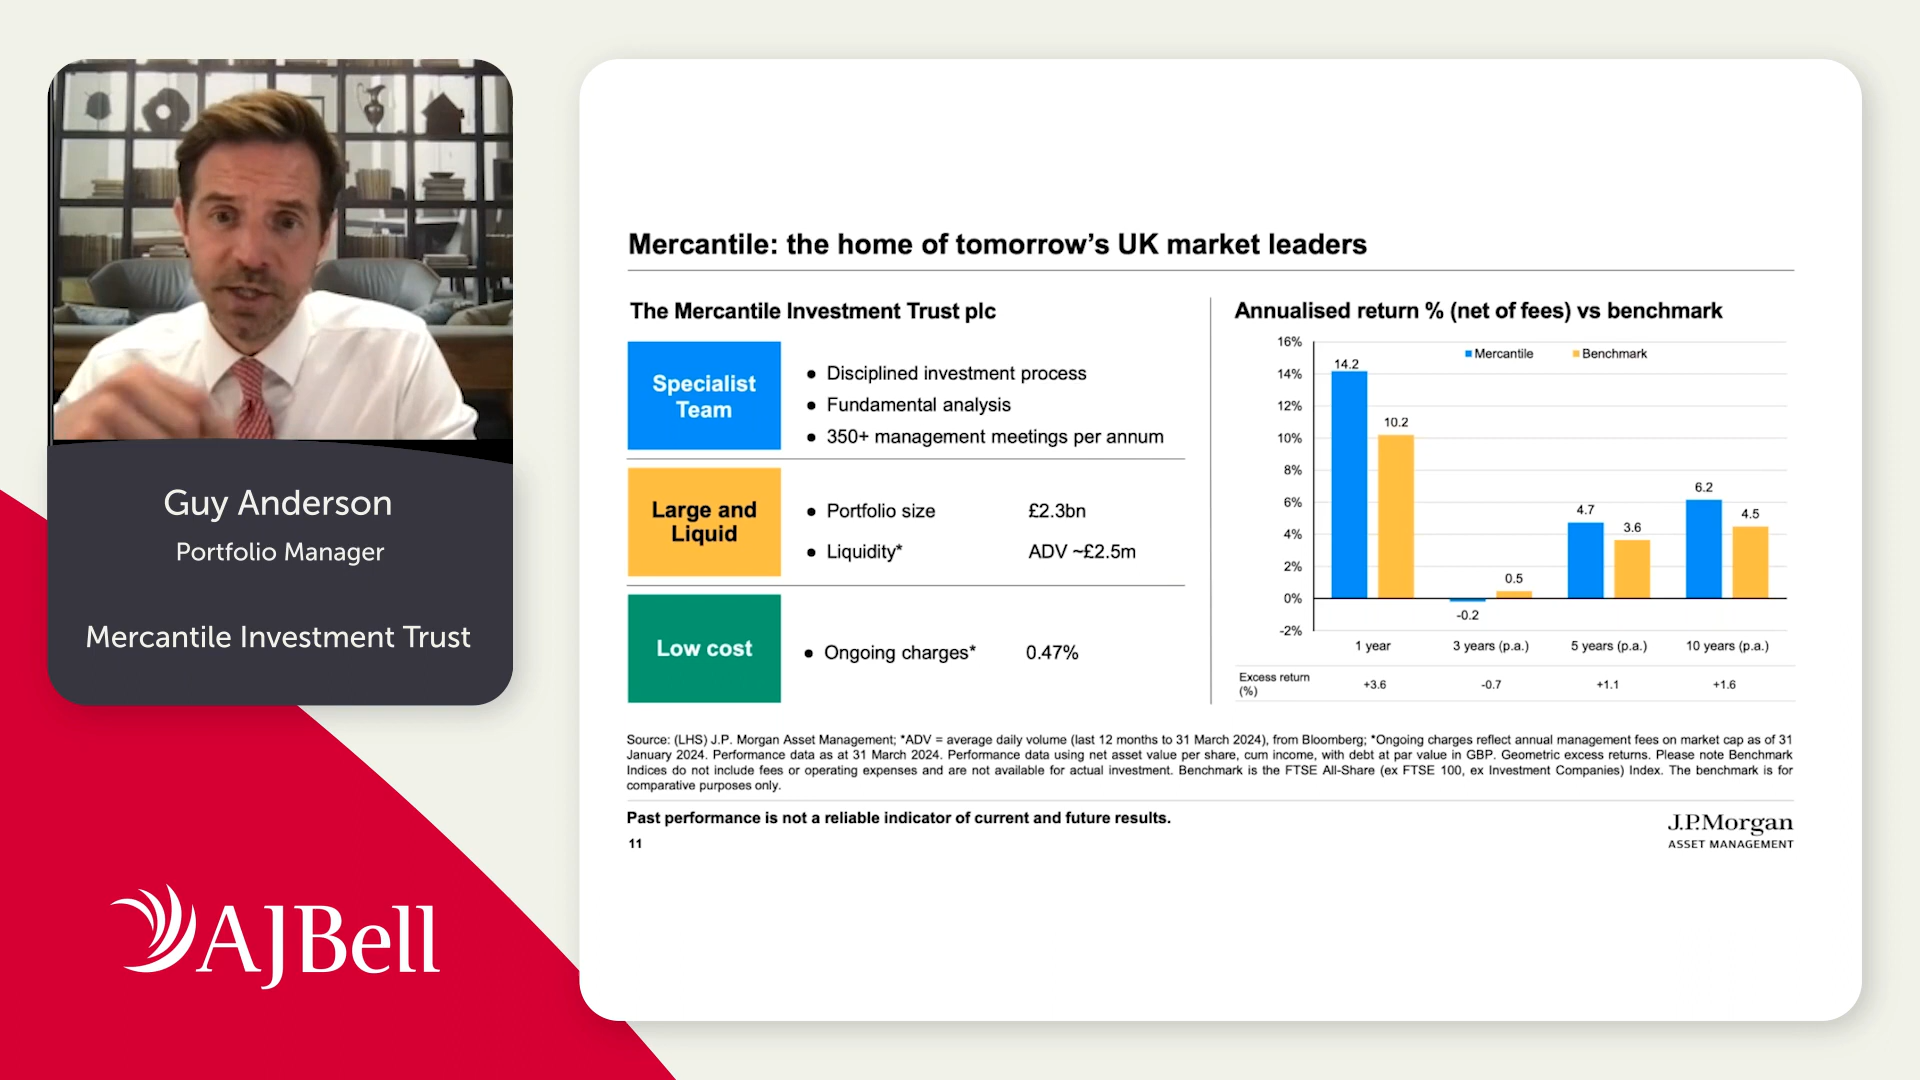 Guy Anderson
Portfolio Manager
Mercantile Investment Trust
AJBell
Mercantile: the home of tomorrow’s UK market leaders
The Mercantile Investment Trust plc
Specialist
Team
● Disciplined investment process
● Fundamental analysis
● 350+ management meetings per annum
Large and
Liquid
● Portfolio size £2.3bn
● Liquidity* ADV ~£2.5m
Low cost
● Ongoing charges* 0.47%
Annualised return % (net of fees) vs benchmark
Mercantile Benchmark
16%
14%
12%
10%
8%
6%
4%
2%
0%
-2%
14.2
10.2
-0.2
0.5
4.7
3.6
6.2
4.5
1 year 3 years (p.a.) 5 years (p.a.) 10 years (p.a.)
Excess return
(%)
+3.6 -0.7 +1.1 +1.6
Source: (LHS) J.P. Morgan Asset Management; *ADV = average daily volume (last 12 months to 31 March 2024), from Bloomberg; *Ongoing charges reflect annual management fees on market cap as of 31
January 2024. Performance data as at 31 March 2024. Performance data using net asset value per share, cum income, with debt at par value in GBP. Geometric excess returns. Please note Benchmark
Indices do not include fees or operating expenses and are not available for actual investment. Benchmark is the FTSE All-Share (ex FTSE 100, ex Investment Companies) Index. The benchmark is for
comparative purposes only.
Past performance is not a reliable indicator of current and future results.
11
J.P.Morgan
ASSET MANAGEMENT